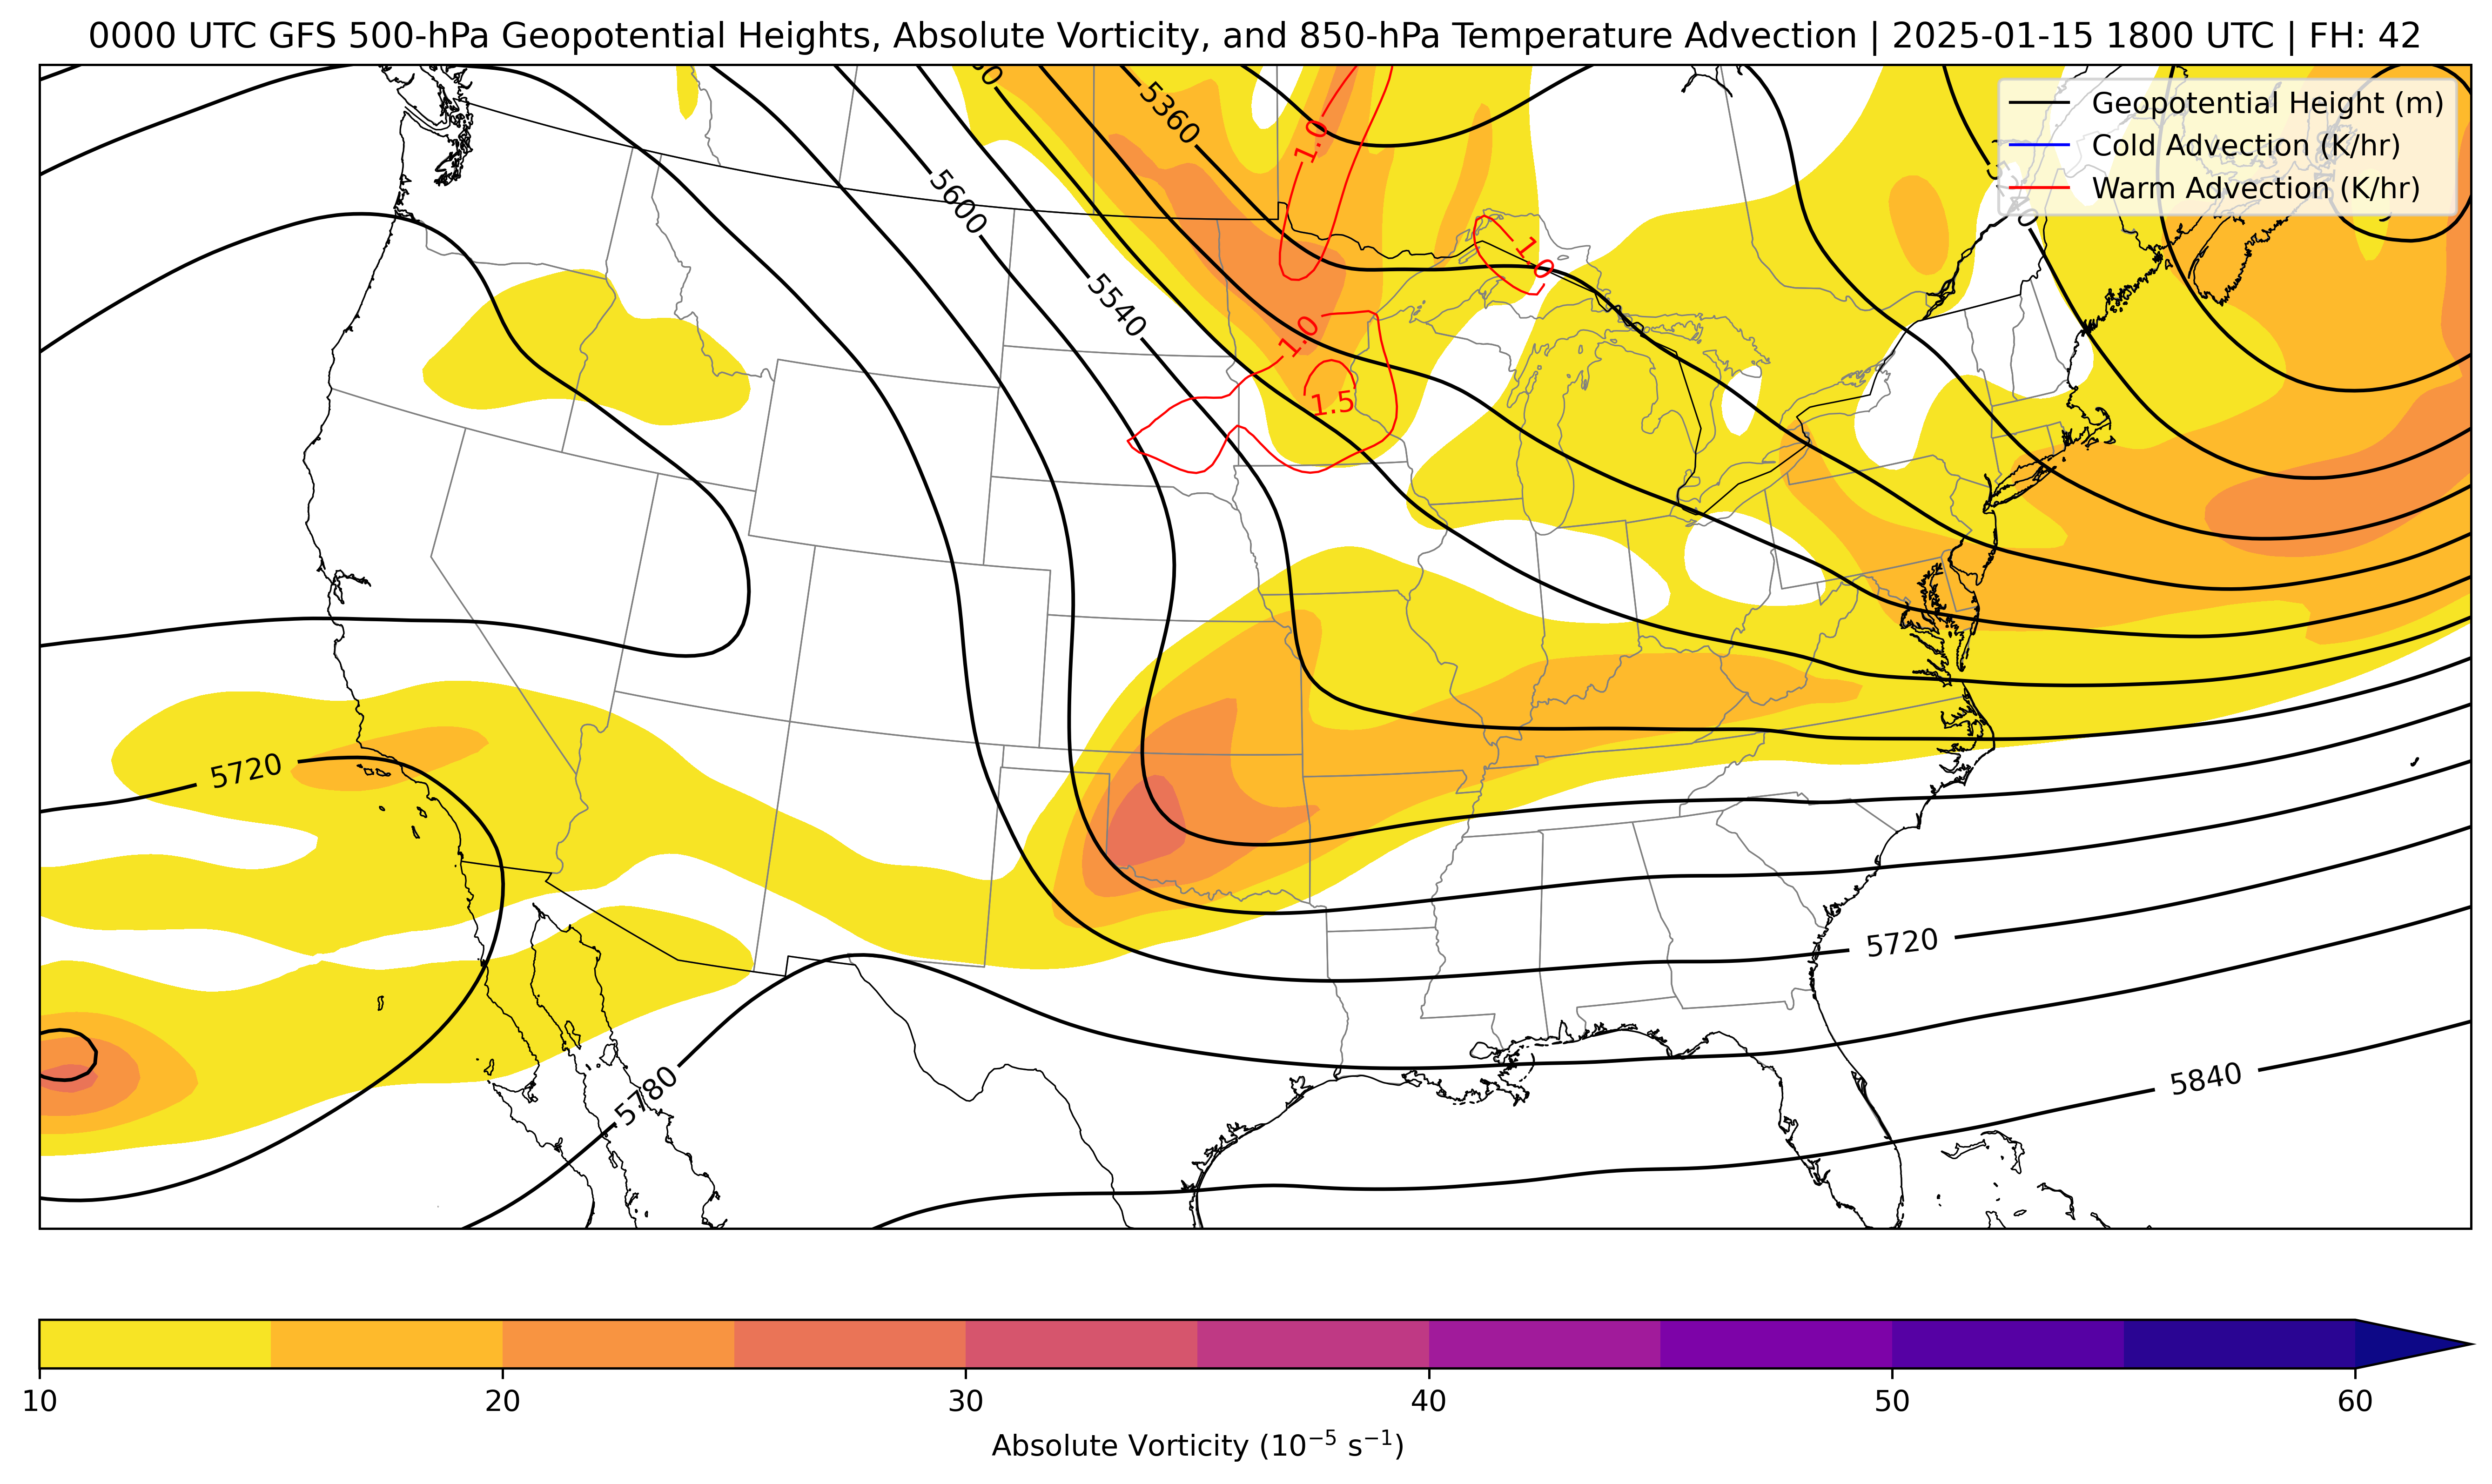 0000 UTC GFS 500-hPa Geopotential Heights, Absolute Vorticity, and 850-hPa Temperature Advection | 2025-01-15 1800 UTC | FH: 42
Geopotential Height (m)
Cold Advection (K/hr)
Warm Advection (K/hr)
5360
1.0
5600
1.0
5540
1.0
1.5
5720
5720
5780
5840
10 20 30 40 50 60
Absolute Vorticity (10⁻⁵ s⁻¹)